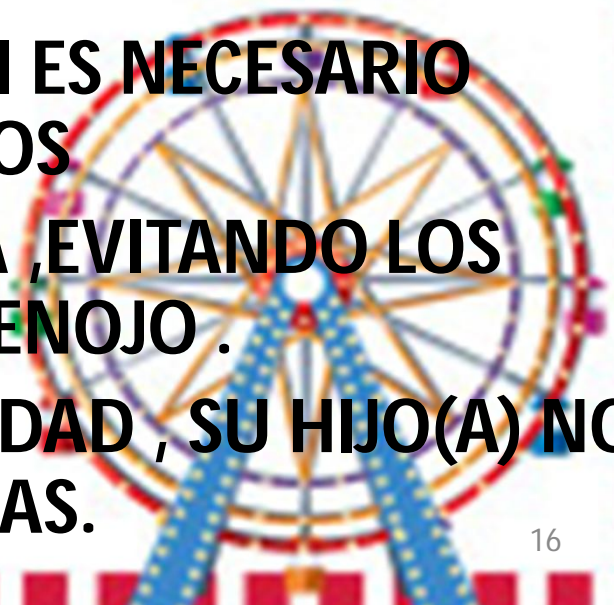 ES NECESARIO
OS
,EVITANDO LOS
ENOJO .
DAD , SU HIJO(A) NO
AS.
16